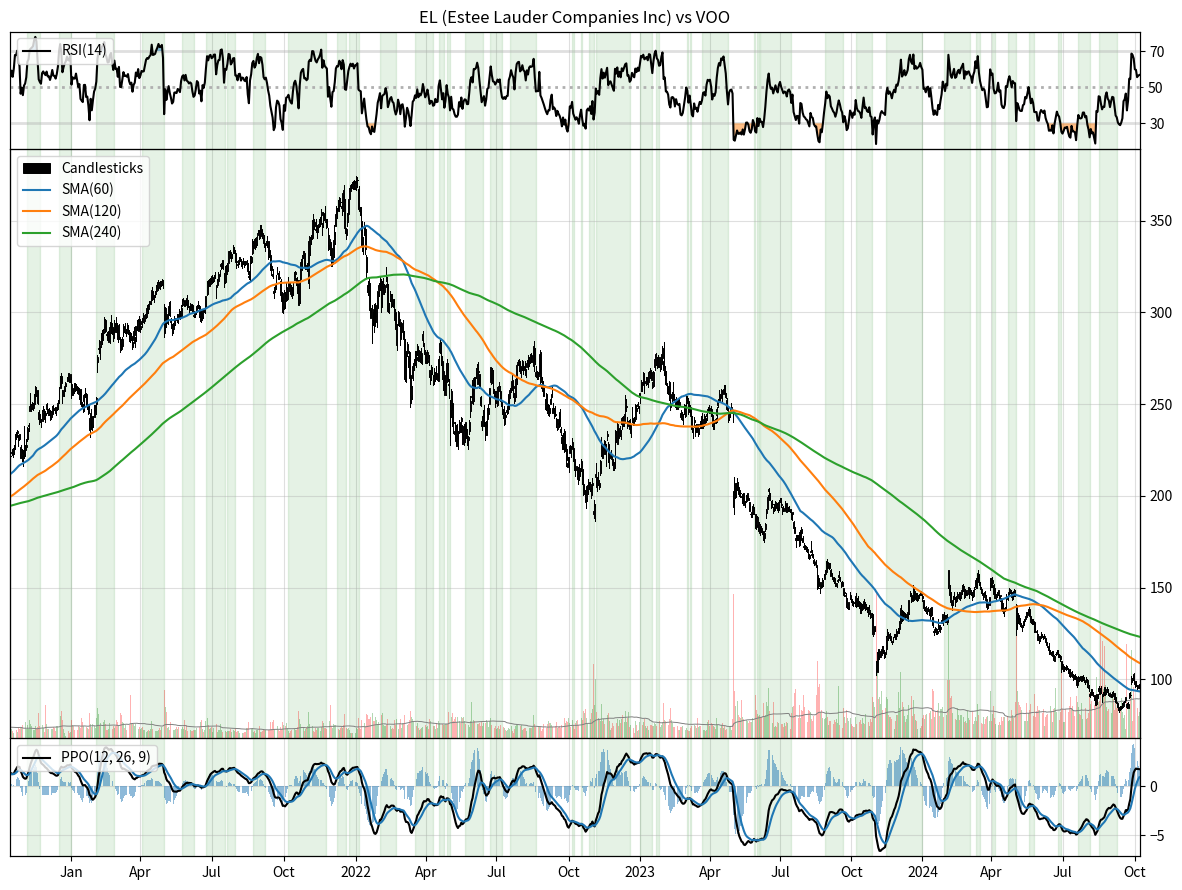 EL (Estee Lauder Companies Inc) vs VOO
RSI(14)
70
50
30
Candlesticks
SMA(60)
SMA(120)
SMA(240)
350
300
250
200
150
100
PPO(12, 26, 9)
0
−5
Jan Apr Jul Oct 2022 Apr Jul Oct 2023 Apr Jul Oct 2024 Apr Jul Oct